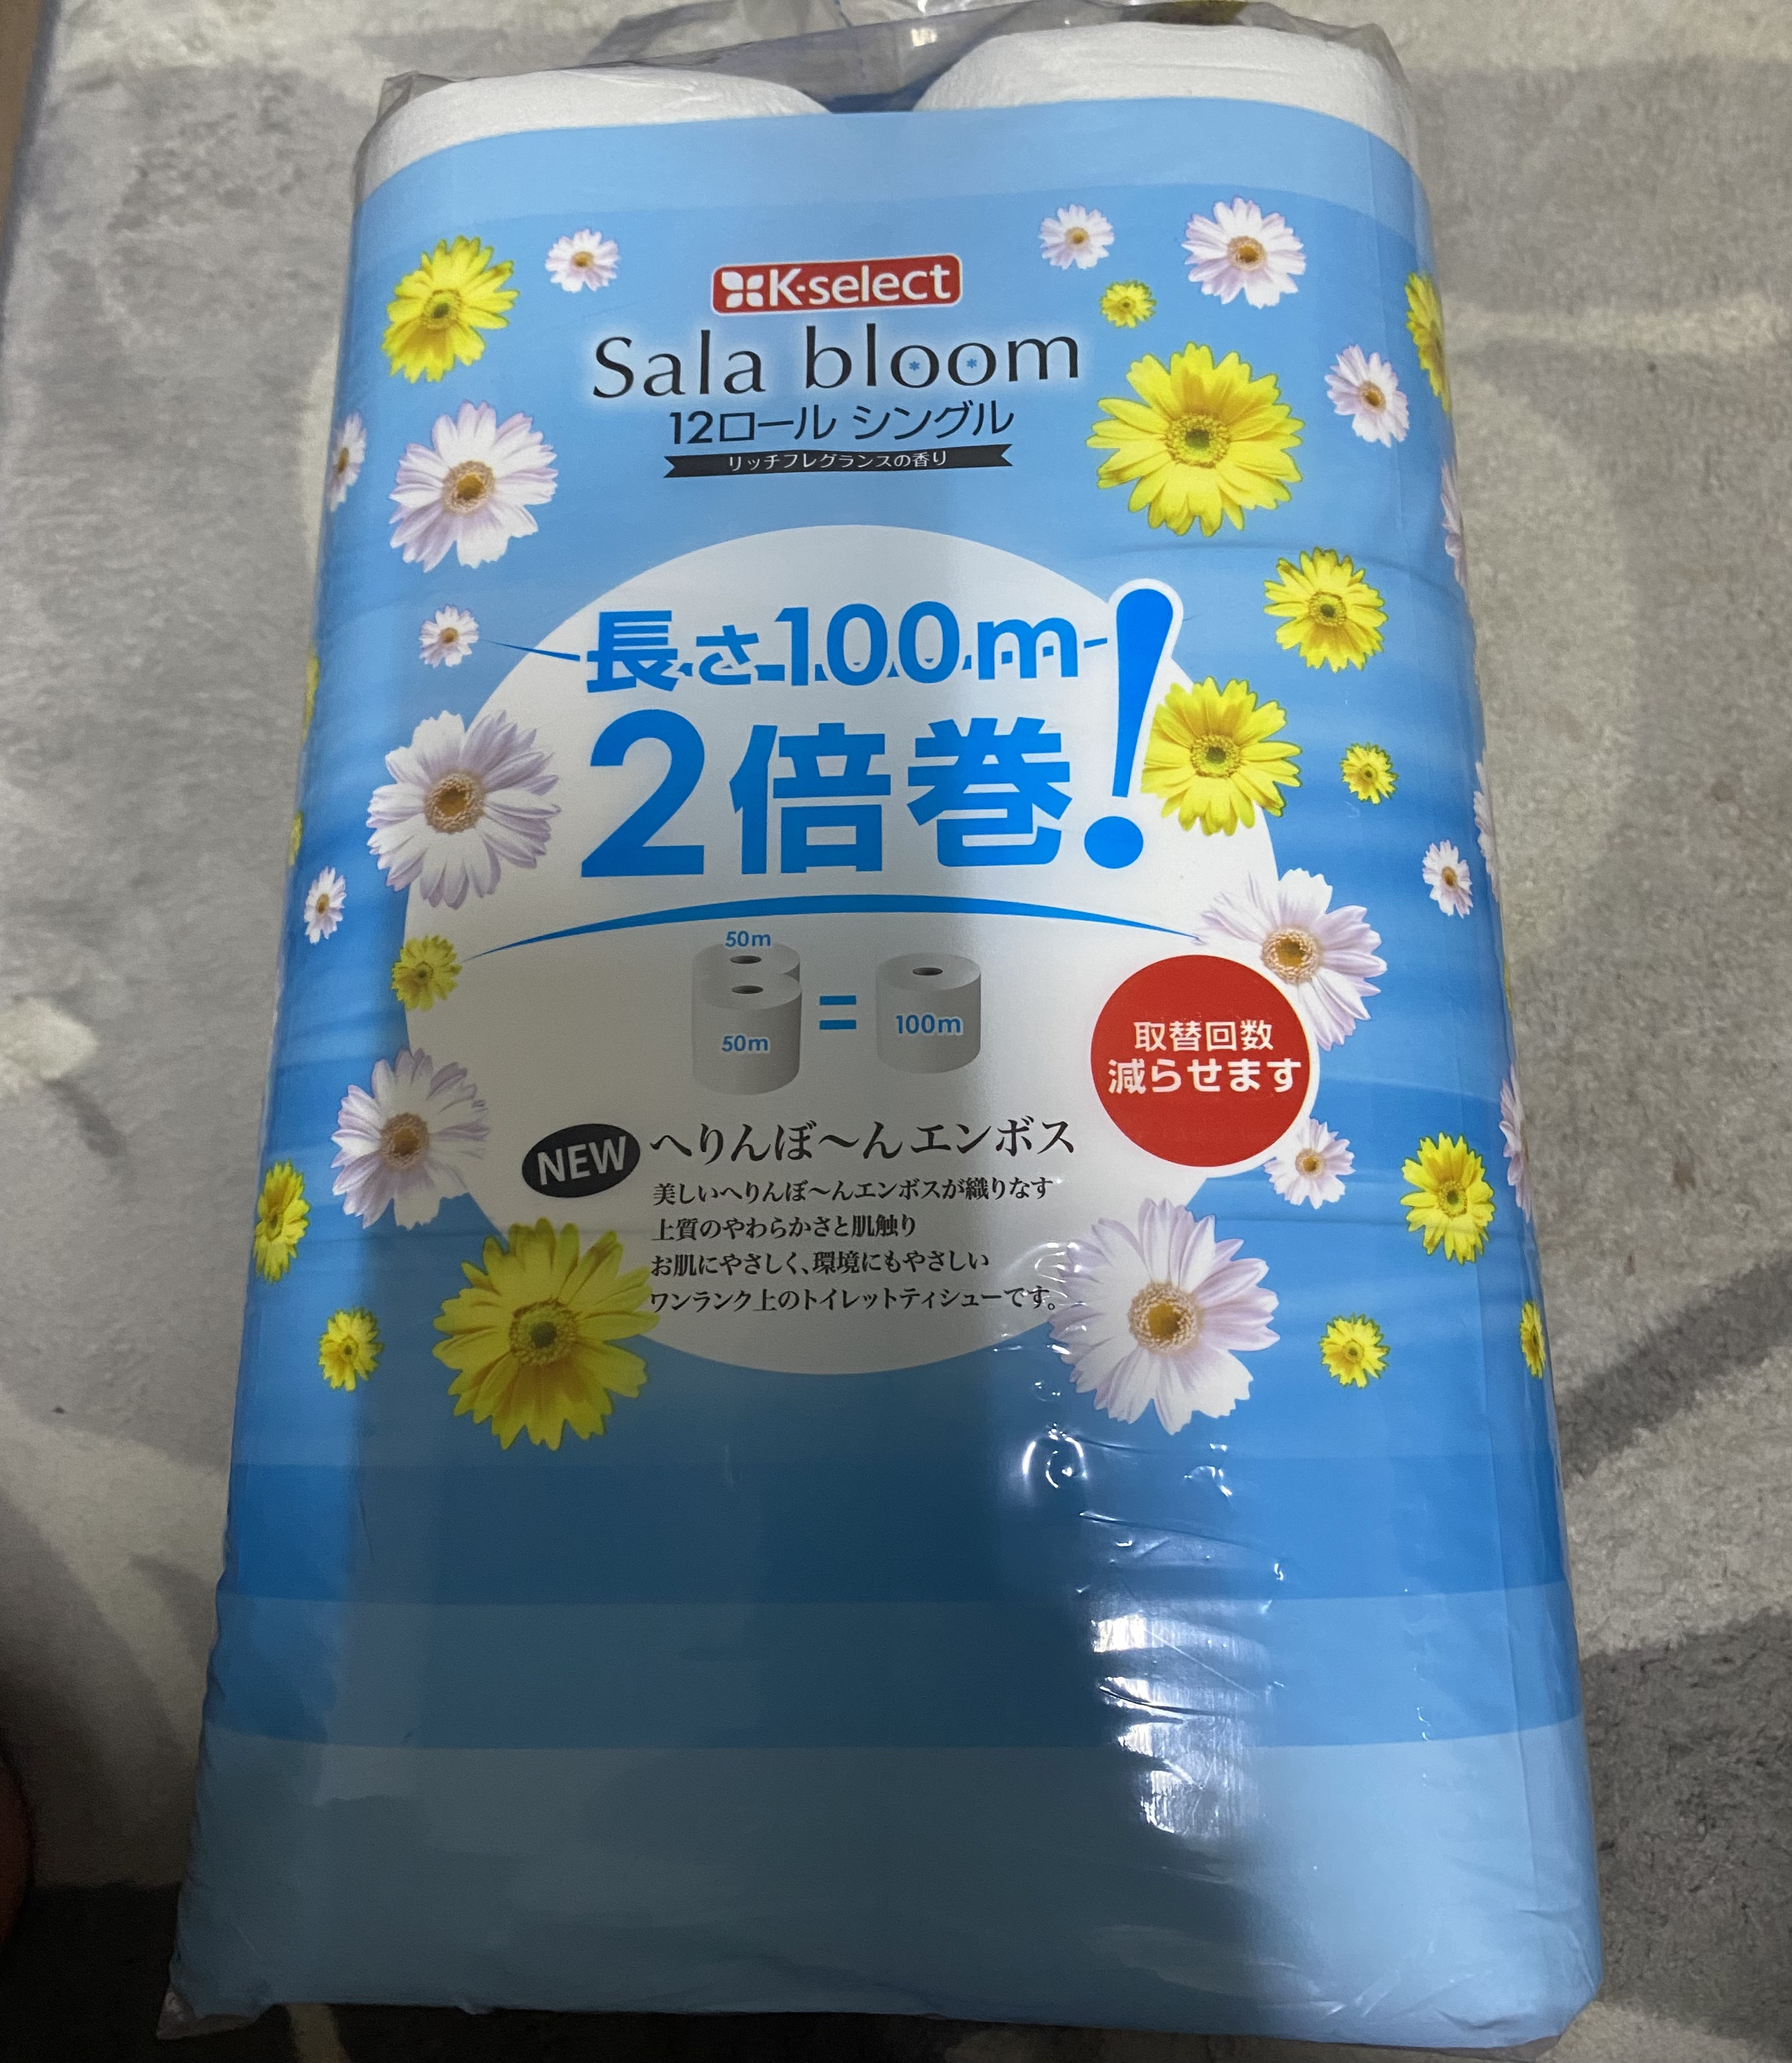 K-select
Sala bloom
12ロール シングル
リッチフレグランスの香り
長さ100m
2倍巻!
50m
50m
=
100m
取替回数
減らせます
NEW へりんぼ〜んエンボス
美しいへりんぼ〜んエンボスが織りなす
上質のやわらかさと肌触り
お肌にやさしく、環境にもやさしい
ワンランク上のトイレットティシューです。